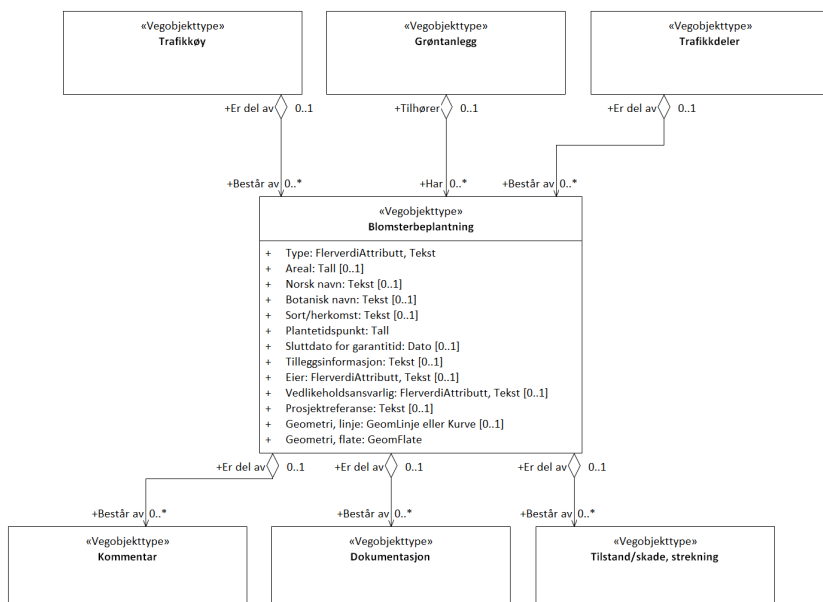 «Vegobjekttype»
Trafikkøy
«Vegobjekttype»
Grøntanlegg
«Vegobjekttype»
Trafikkdeler
+Er del av 0..1
+Tilhører 0..1
+Er del av 0..1
+Består av 0..*
+Har 0..*
+Består av 0..*
«Vegobjekttype»
Blomsterbeplantning
+ Type: FlerverdiAttributt, Tekst
+ Areal: Tall [0..1]
+ Norsk navn: Tekst [0..1]
+ Botanisk navn: Tekst [0..1]
+ Sort/herkomst: Tekst [0..1]
+ Plantetidspunkt: Tall
+ Sluttdato for garantitid: Dato [0..1]
+ Tilleggsinformasjon: Tekst [0..1]
+ Eier: FlerverdiAttributt, Tekst [0..1]
+ Vedlikeholdsansvarlig: FlerverdiAttributt, Tekst [0..1]
+ Prosjektreferanse: Tekst [0..1]
+ Geometri, linje: GeomLinje eller Kurve [0..1]
+ Geometri, flate: GeomFlate
+Er del av 0..1
+Er del av 0..1
+Er del av 0..1
+Består av 0..*
+Består av 0..*
+Består av 0..*
«Vegobjekttype»
Kommentar
«Vegobjekttype»
Dokumentasjon
«Vegobjekttype»
Tilstand/skade, strekning